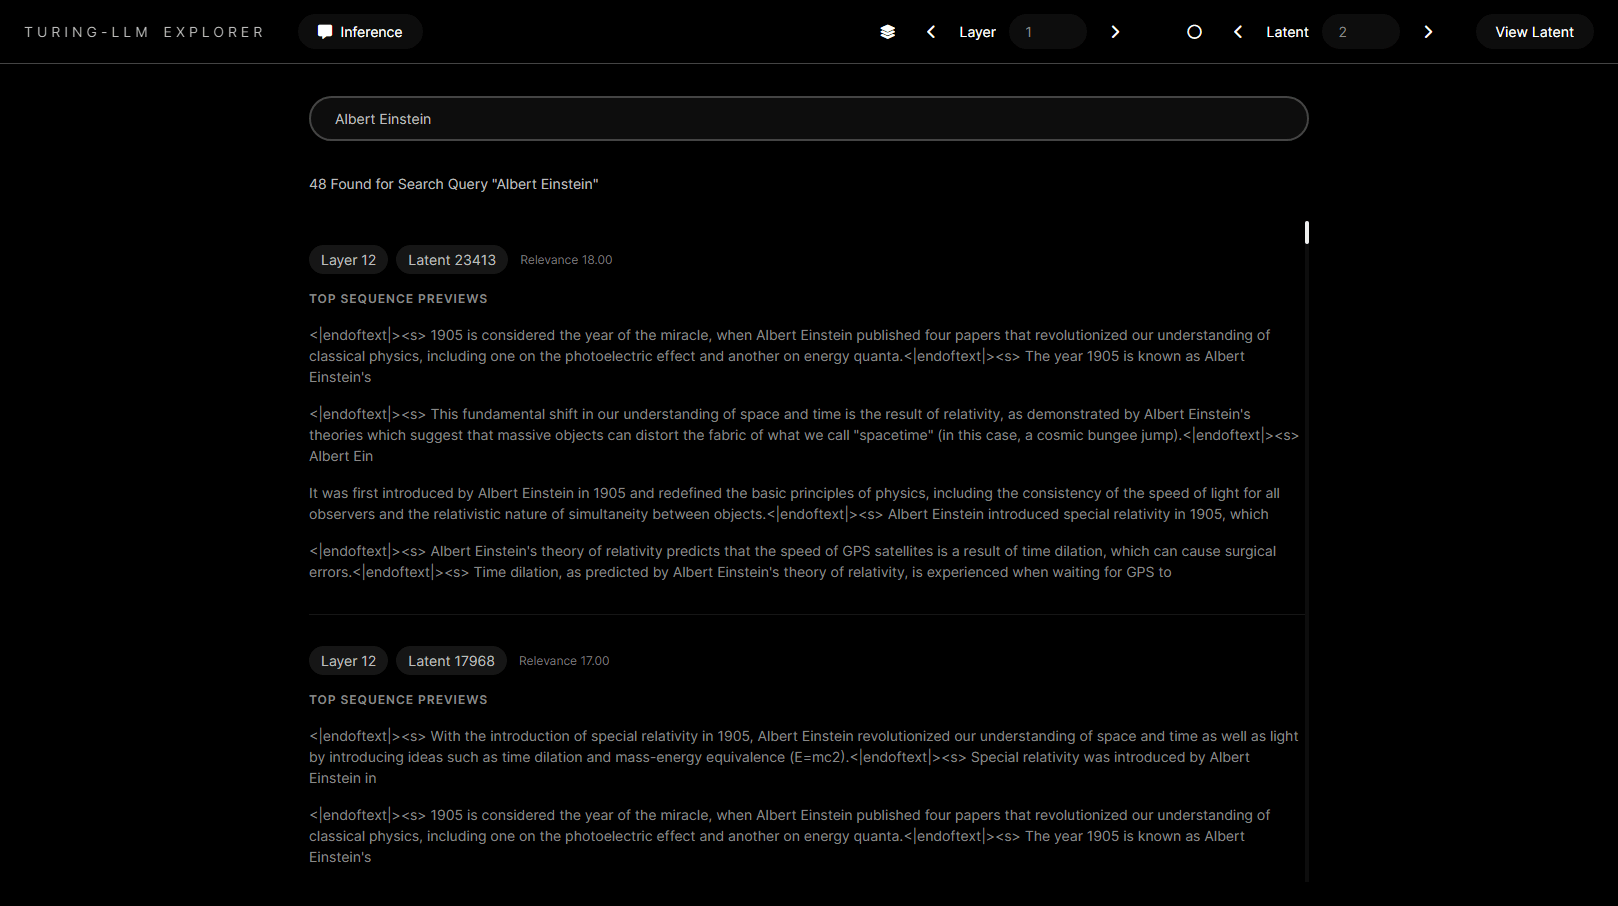 TURING-LLM EXPLORER
Inference
Layer
1
Latent
2
View Latent
Albert Einstein
48 Found for Search Query "Albert Einstein"
Layer 12
Latent 23413
Relevance 18.00
TOP SEQUENCE PREVIEWS
<|endoftext|><s> 1905 is considered the year of the miracle, when Albert Einstein published four papers that revolutionized our understanding of
classical physics, including one on the photoelectric effect and another on energy quanta.<|endoftext|><s> The year 1905 is known as Albert
Einstein's
<|endoftext|><s> This fundamental shift in our understanding of space and time is the result of relativity, as demonstrated by Albert Einstein's
theories which suggest that massive objects can distort the fabric of what we call "spacetime" (in this case, a cosmic bungee jump).<|endoftext|><s>
Albert Ein
It was first introduced by Albert Einstein in 1905 and redefined the basic principles of physics, including the consistency of the speed of light for all
observers and the relativistic nature of simultaneity between objects.<|endoftext|><s> Albert Einstein introduced special relativity in 1905, which
<|endoftext|><s> Albert Einstein's theory of relativity predicts that the speed of GPS satellites is a result of time dilation, which can cause surgical
errors.<|endoftext|><s> Time dilation, as predicted by Albert Einstein's theory of relativity, is experienced when waiting for GPS to
Layer 12
Latent 17968
Relevance 17.00
TOP SEQUENCE PREVIEWS
<|endoftext|><s> With the introduction of special relativity in 1905, Albert Einstein revolutionized our understanding of space and time as well as light
by introducing ideas such as time dilation and mass-energy equivalence (E=mc2).<|endoftext|><s> Special relativity was introduced by Albert
Einstein in
<|endoftext|><s> 1905 is considered the year of the miracle, when Albert Einstein published four papers that revolutionized our understanding of
classical physics, including one on the photoelectric effect and another on energy quanta.<|endoftext|><s> The year 1905 is known as Albert
Einstein's